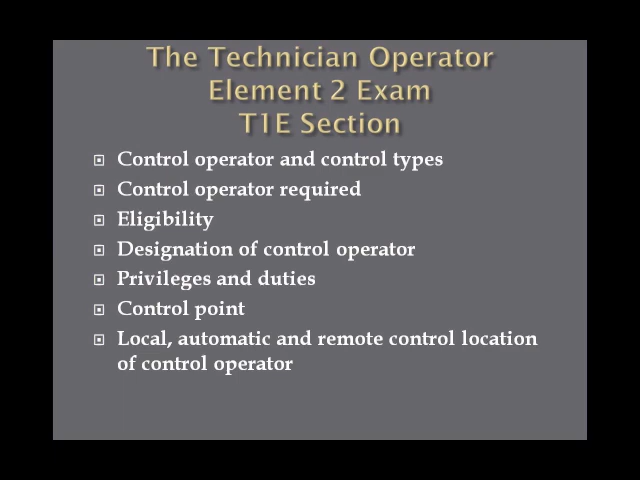 The Technician Operator
Element 2 Exam
T1E Section
Control operator and control types
Control operator required
Eligibility
Designation of control operator
Privileges and duties
Control point
Local, automatic and remote control location
of control operator